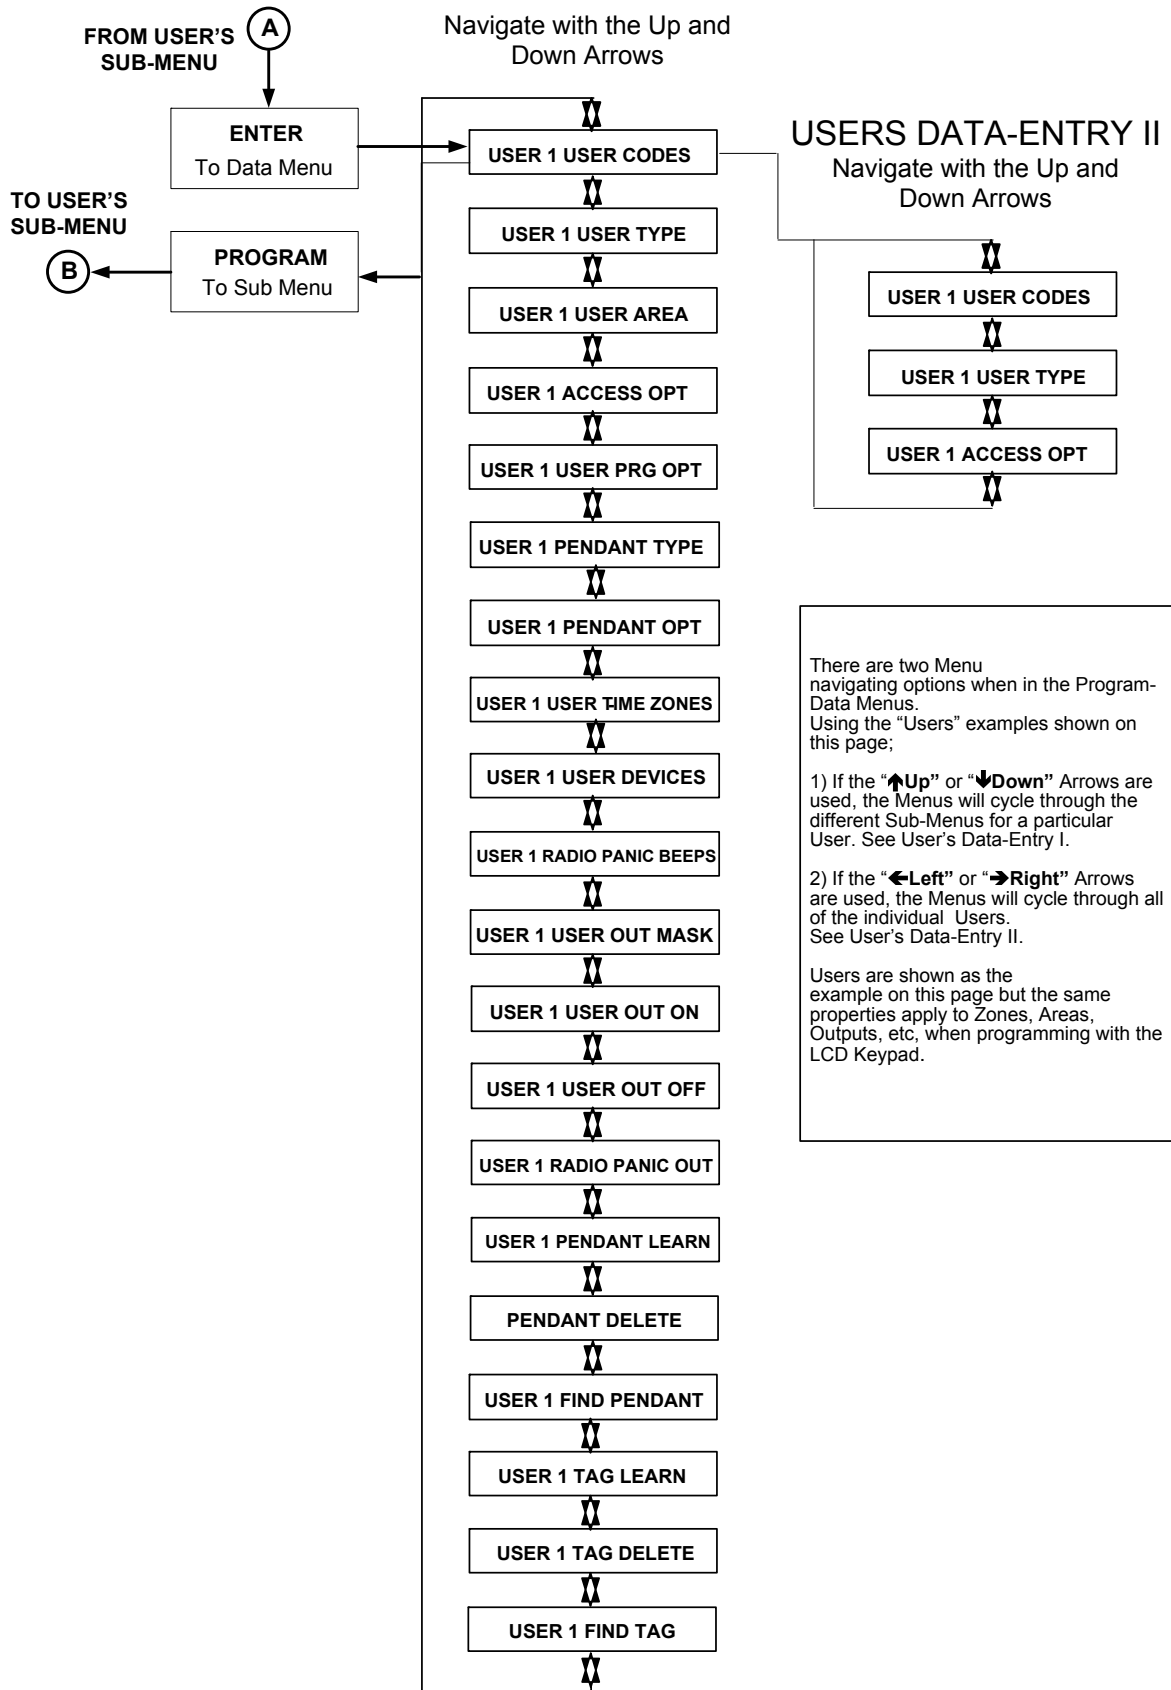 FROM USER'S
SUB-MENU
A
Navigate with the Up and
Down Arrows
ENTER
To Data Menu
TO USER'S
SUB-MENU
B
PROGRAM
To Sub Menu
USER 1 USER CODES
USER 1 USER TYPE
USER 1 USER AREA
USER 1 ACCESS OPT
USER 1 USER PRG OPT
USER 1 PENDANT TYPE
USER 1 PENDANT OPT
USER 1 USER TIME ZONES
USER 1 USER DEVICES
USER 1 RADIO PANIC BEEPS
USER 1 USER OUT MASK
USER 1 USER OUT ON
USER 1 USER OUT OFF
USER 1 RADIO PANIC OUT
USER 1 PENDANT LEARN
PENDANT DELETE
USER 1 FIND PENDANT
USER 1 TAG LEARN
USER 1 TAG DELETE
USER 1 FIND TAG
USERS DATA-ENTRY II
Navigate with the Up and
Down Arrows
USER 1 USER CODES
USER 1 USER TYPE
USER 1 ACCESS OPT
There are two Menu
navigating options when in the Program-
Data Menus.
Using the “Users” examples shown on
this page;
1) If the “↑Up” or “↓Down” Arrows are
used, the Menus will cycle through the
different Sub-Menus for a particular
User. See User's Data-Entry I.
2) If the “←Left” or “→Right” Arrows
are used, the Menus will cycle through all
of the individual Users.
See User's Data-Entry II.
Users are shown as the
example on this page but the same
properties apply to Zones, Areas,
Outputs, etc, when programming with the
LCD Keypad.